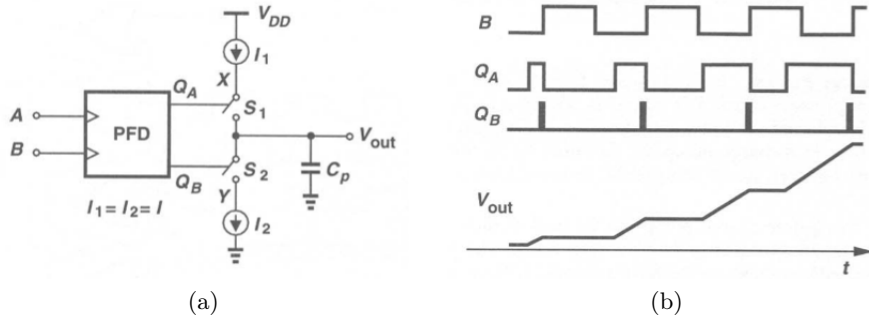 V_DD
I_1
X
Q_A
S_1
A
PFD
B
V_out
S_2
C_p
Q_B
Y
I_1 = I_2 = I
I_2
(a)
B
Q_A
Q_B
V_out
t
(b)